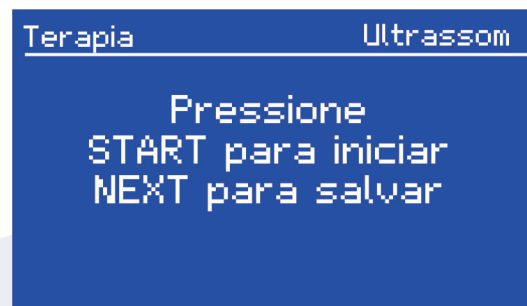 Terapia Ultrassom
Pressione
START para iniciar
NEXT para salvar